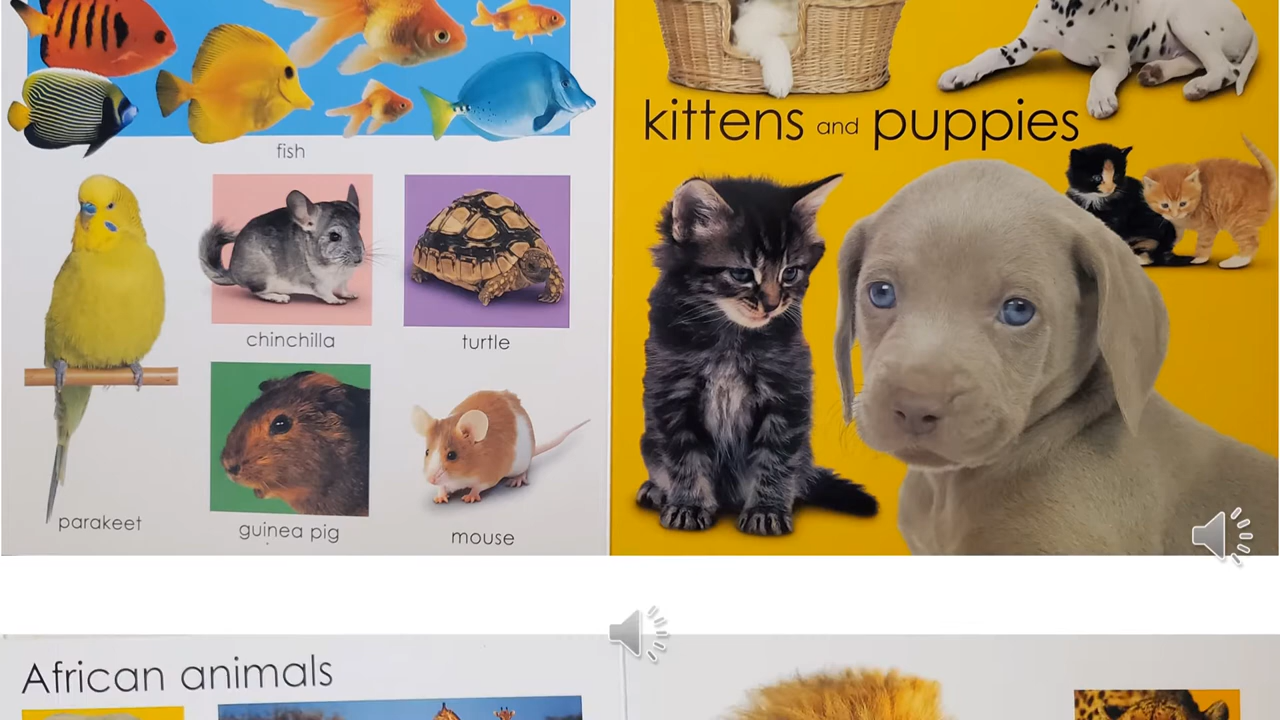 fish
chinchilla
turtle
parakeet
guinea pig
mouse
kittens and puppies
African animals